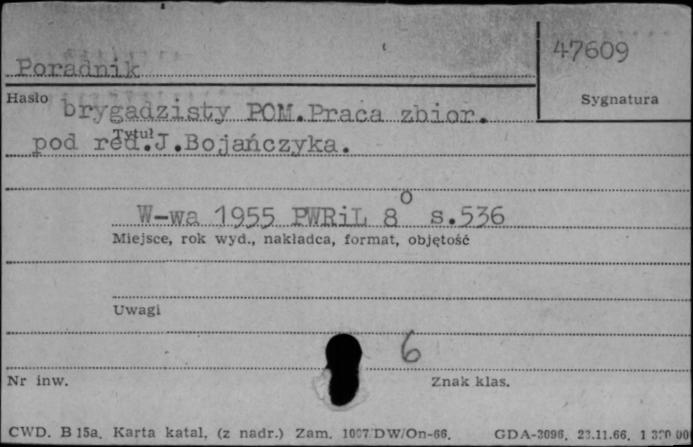 47609
Poradnik
Hasło
Sygnatura
brygadzisty POM.Praca zbior.
Tytuł
pod red.J.Bojańczyka.
W-wa 1955 PWRiL 8° s.536
Miejsce, rok wyd., nakładca, format, objętość
Uwagi
6
Nr inw.
Znak klas.
CWD. B 15a. Karta katal. (z nadr.) Zam. DW/On-66. GDA-3096, 23.11.66.